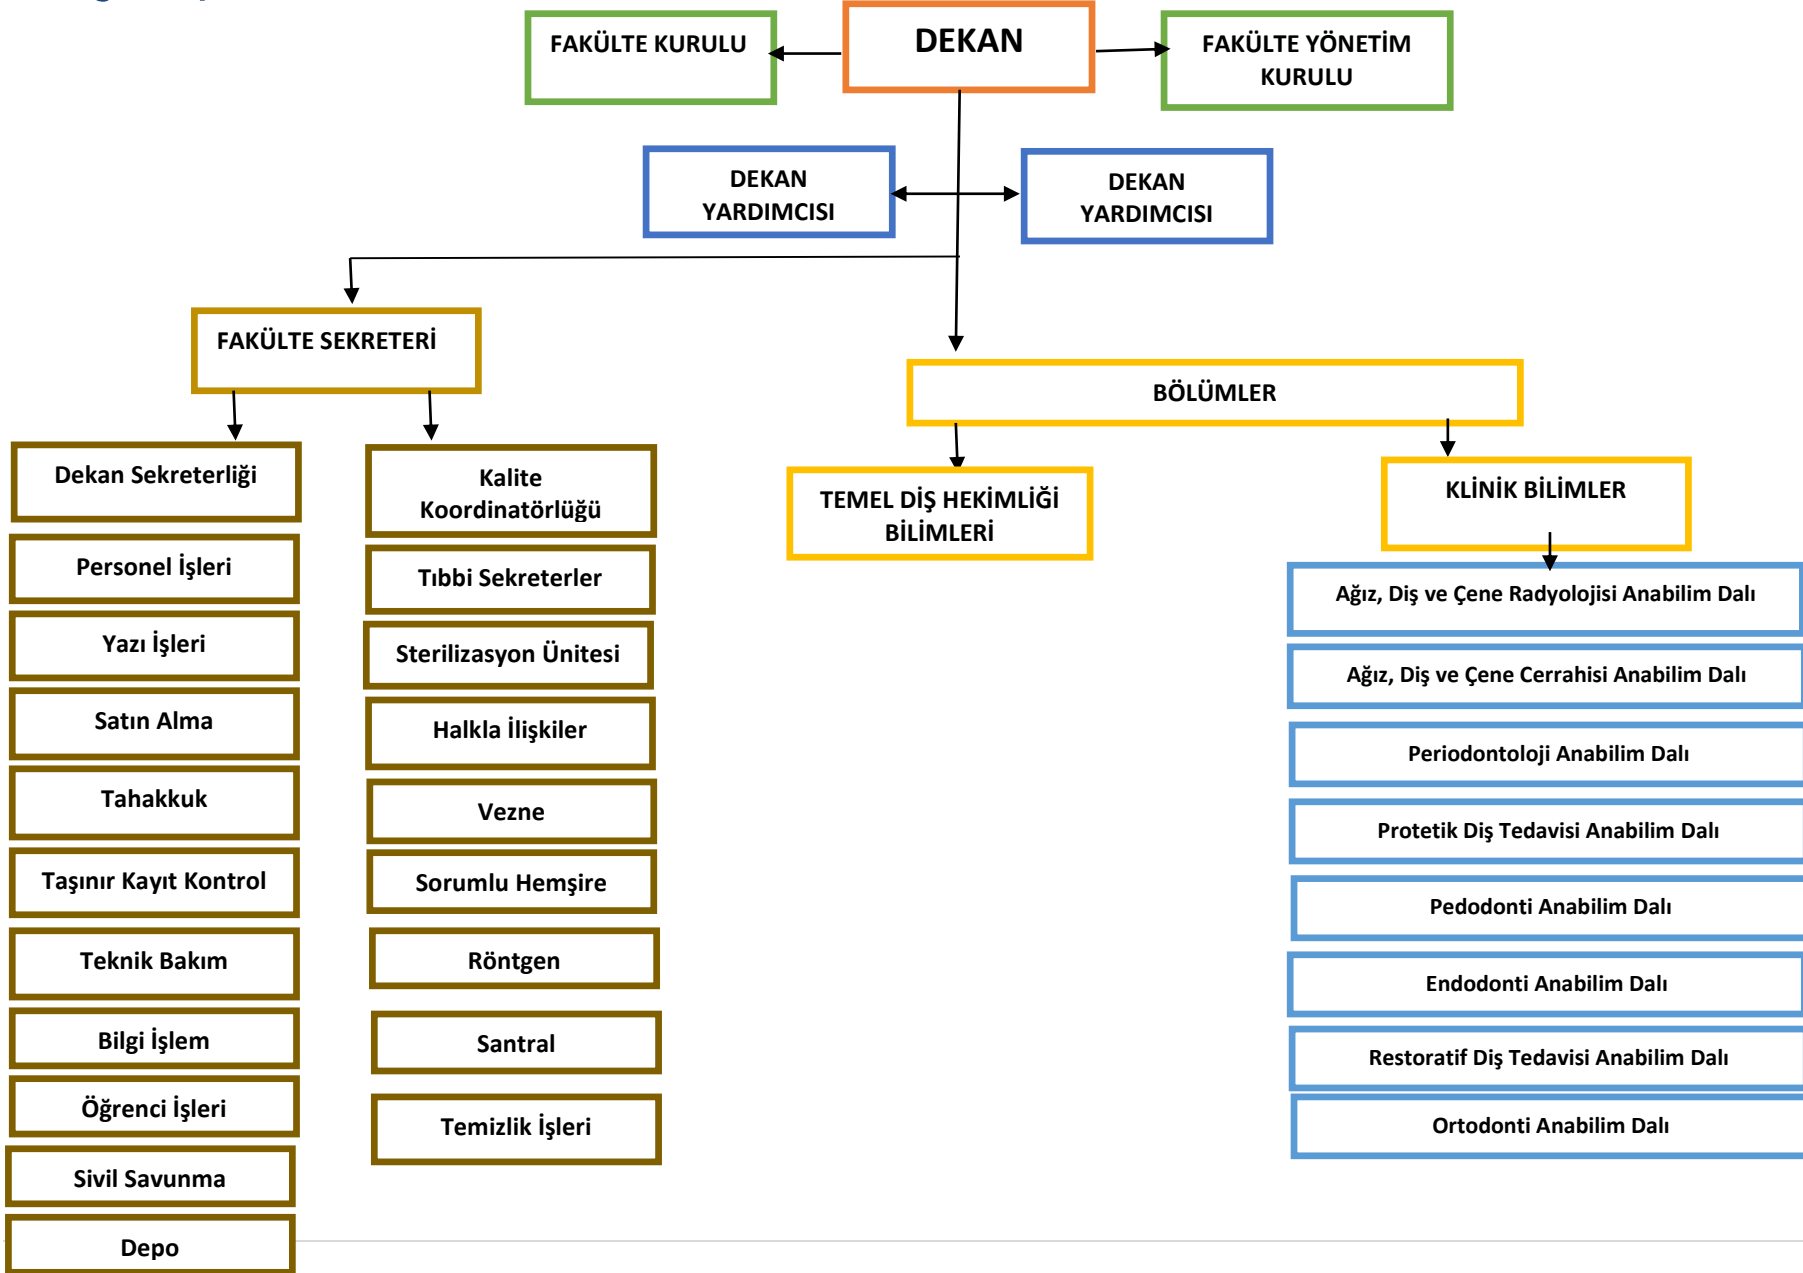 FAKÜLTE KURULU
DEKAN
FAKÜLTE YÖNETİM
KURULU
DEKAN
YARDIMCISI
DEKAN
YARDIMCISI
FAKÜLTE SEKRETERİ
BÖLÜMLER
TEMEL DİŞ HEKİMLİĞİ
BİLİMLERİ
KLİNİK BİLİMLER
Dekan Sekreterliği
Personel İşleri
Yazı İşleri
Satın Alma
Tahakkuk
Taşınır Kayıt Kontrol
Teknik Bakım
Bilgi İşlem
Öğrenci İşleri
Sivil Savunma
Depo
Kalite
Koordinatörlüğü
Tıbbi Sekreterler
Sterilizasyon Ünitesi
Halkla İlişkiler
Vezne
Sorumlu Hemşire
Röntgen
Santral
Temizlik İşleri
Ağız, Diş ve Çene Radyolojisi Anabilim Dalı
Ağız, Diş ve Çene Cerrahisi Anabilim Dalı
Periodontoloji Anabilim Dalı
Protetik Diş Tedavisi Anabilim Dalı
Pedodonti Anabilim Dalı
Endodonti Anabilim Dalı
Restoratif Diş Tedavisi Anabilim Dalı
Ortodonti Anabilim Dalı